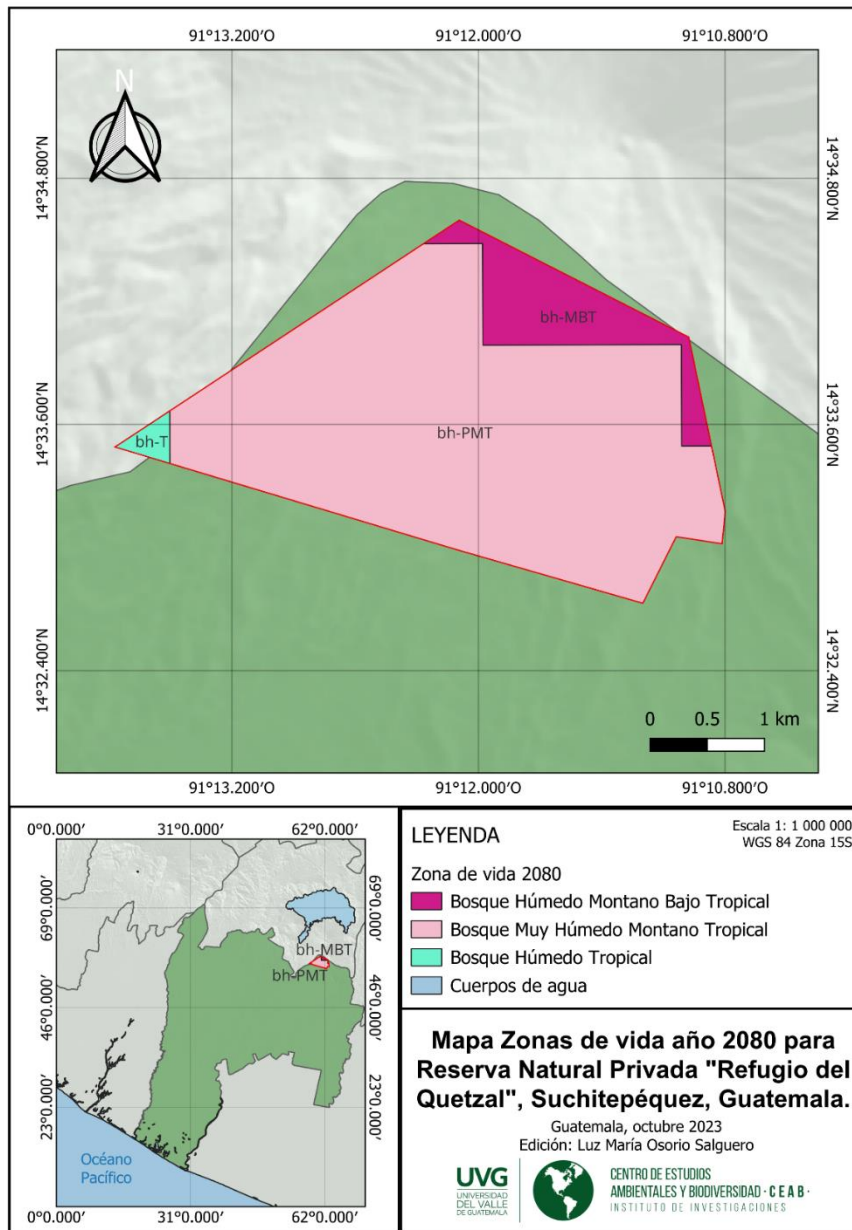 91°13.200′O 91°12.000′O 91°10.800′O
N
14°34.800′N 14°34.800′N
bh-MBT
14°33.600′N 14°33.600′N
bh-T
bh-PMT
14°32.400′N 14°32.400′N
0 0.5 1 km
91°13.200′O 91°12.000′O 91°10.800′O
0°0.000′ 31°0.000′ 62°0.000′
69°0.000′ 69°0.000′
bh-MBT
bh-PMT
46°0.000′ 46°0.000′
23°0.000′ 23°0.000′
Océano
Pacífico
0°0.000′ 31°0.000′ 62°0.000′
LEYENDA
Escala 1: 1 000 000
WGS 84 Zona 15S
Zona de vida 2080
Bosque Húmedo Montano Bajo Tropical
Bosque Muy Húmedo Montano Tropical
Bosque Húmedo Tropical
Cuerpos de agua
Mapa Zonas de vida año 2080 para
Reserva Natural Privada "Refugio del
Quetzal", Suchitepéquez, Guatemala.
Guatemala, octubre 2023
Edición: Luz María Osorio Salguero
UVG
UNIVERSIDAD
DEL VALLE
DE GUATEMALA
CENTRO DE ESTUDIOS
AMBIENTALES Y BIODIVERSIDAD · CEAB ·
INSTITUTO DE INVESTIGACIONES